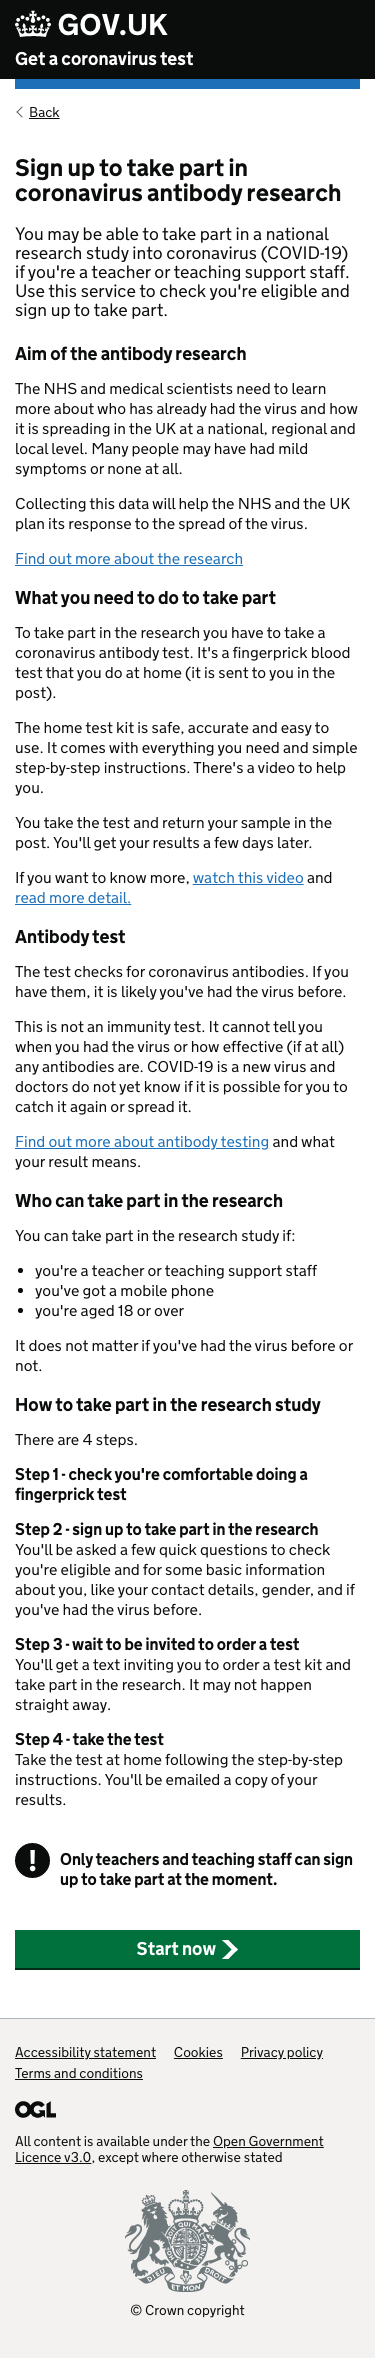 GOV.UK
Get a coronavirus test
Back
Sign up to take part in
coronavirus antibody research
You may be able to take part in a national
research study into coronavirus (COVID-19)
if you're a teacher or teaching support staff.
Use this service to check you're eligible and
sign up to take part.
Aim of the antibody research
The NHS and medical scientists need to learn
more about who has already had the virus and how
it is spreading in the UK at a national, regional and
local level. Many people may have had mild
symptoms or none at all.
Collecting this data will help the NHS and the UK
plan its response to the spread of the virus.
Find out more about the research
What you need to do to take part
To take part in the research you have to take a
coronavirus antibody test. It's a fingerprick blood
test that you do at home (it is sent to you in the
post).
The home test kit is safe, accurate and easy to
use. It comes with everything you need and simple
step-by-step instructions. There's a video to help
you.
You take the test and return your sample in the
post. You'll get your results a few days later.
If you want to know more, watch this video and
read more detail.
Antibody test
The test checks for coronavirus antibodies. If you
have them, it is likely you've had the virus before.
This is not an immunity test. It cannot tell you
when you had the virus or how effective (if at all)
any antibodies are. COVID-19 is a new virus and
doctors do not yet know if it is possible for you to
catch it again or spread it.
Find out more about antibody testing and what
your result means.
Who can take part in the research
You can take part in the research study if:
• you're a teacher or teaching support staff
• you've got a mobile phone
• you're aged 18 or over
It does not matter if you've had the virus before or
not.
How to take part in the research study
There are 4 steps.
Step 1 - check you're comfortable doing a
fingerprick test
Step 2 - sign up to take part in the research
You'll be asked a few quick questions to check
you're eligible and for some basic information
about you, like your contact details, gender, and if
you've had the virus before.
Step 3 - wait to be invited to order a test
You'll get a text inviting you to order a test kit and
take part in the research. It may not happen
straight away.
Step 4 - take the test
Take the test at home following the step-by-step
instructions. You'll be emailed a copy of your
results.
! Only teachers and teaching staff can sign
up to take part at the moment.
Start now
Accessibility statement Cookies Privacy policy
Terms and conditions
OGL
All content is available under the Open Government
Licence v3.0, except where otherwise stated
DIEU ET MON DROIT
© Crown copyright